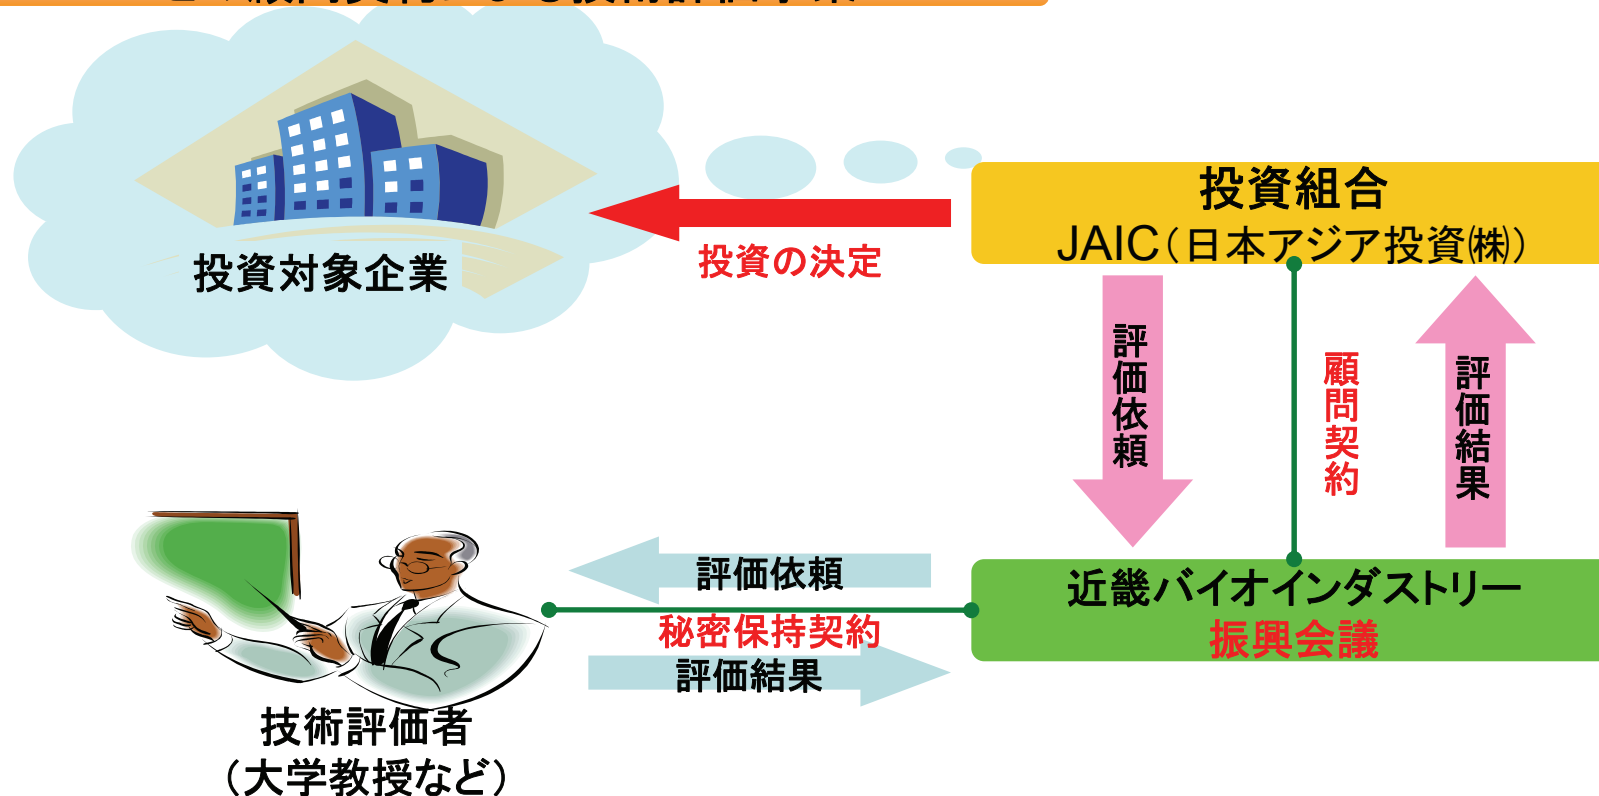 投資組合
JAIC（日本アジア投資㈱）
投資の決定
投資対象企業
評価依頼
顧問契約
評価結果
評価依頼
秘密保持契約
評価結果
近畿バイオインダストリー
振興会議
技術評価者
（大学教授など）